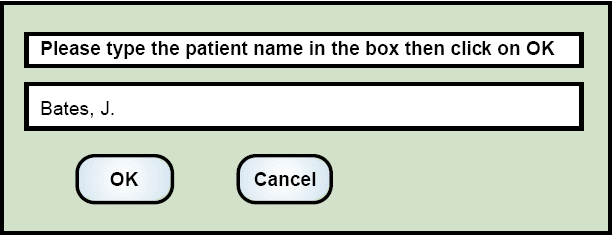 Please type the patient name in the box then click on OK
Bates, J.
OK Cancel